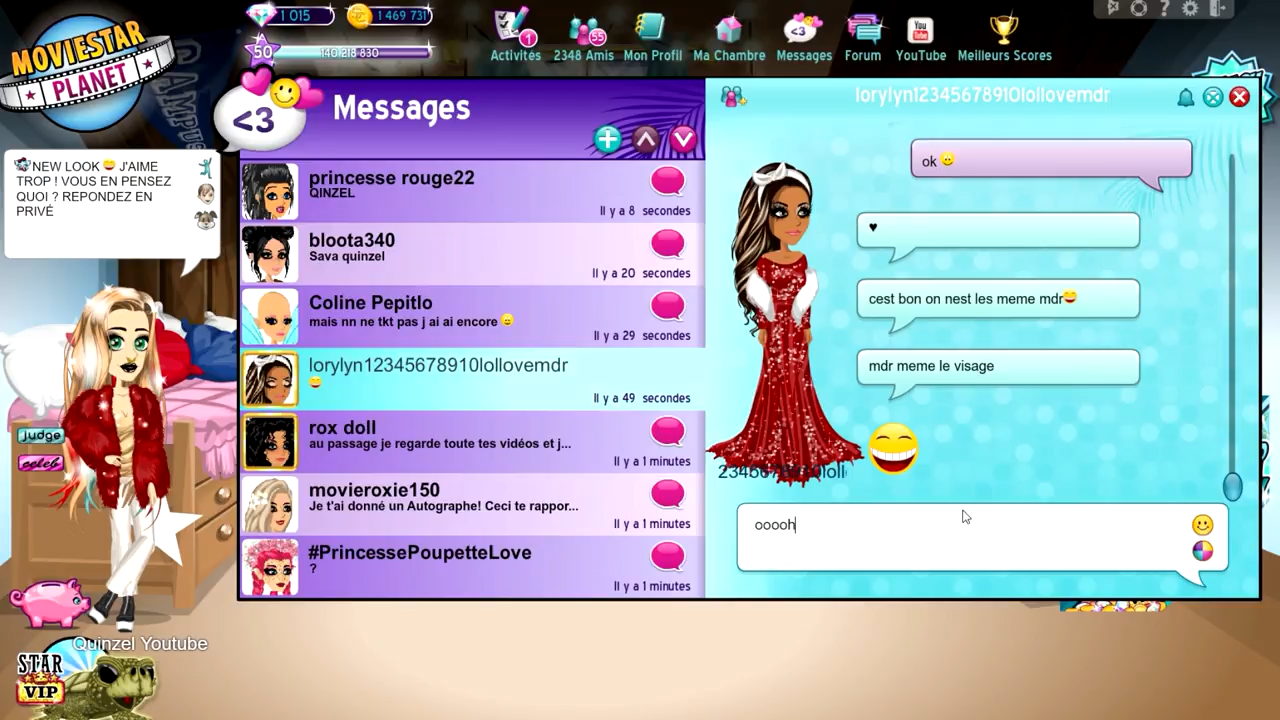 MOVIESTAR
PLANET
1 015
1 469 731
50
140 218 830
1
Activités
55
2348 Amis
Mon Profil
Ma Chambre
<3
Messages
Forum
You
Tube
YouTube
Meilleurs Scores
NEW LOOK😄 J'AIME
TROP ! VOUS EN PENSEZ
QUOI ? REPONDEZ EN
PRIVÉ
judge
celeb
Quinzel Youtube
STAR
VIP
<3
Messages
princesse rouge22
QINZEL
Il y a 8 secondes
bloota340
Sava quinzel
Il y a 20 secondes
Coline Pepitlo
mais nn ne tkt pas j ai ai encore 🙂
Il y a 29 secondes
lorylyn12345678910lollovemdr
😄
Il y a 49 secondes
rox doll
au passage je regarde toute tes vidéos et j...
Il y a 1 minutes
movieroxie150
Je t'ai donné un Autographe! Ceci te rappor...
Il y a 1 minutes
#PrincessePoupetteLove
?
Il y a 1 minutes
lorylyn12345678910lollovemdr
ok 🙂
♥
cest bon on nest les meme mdr😄
mdr meme le visage
ooooh